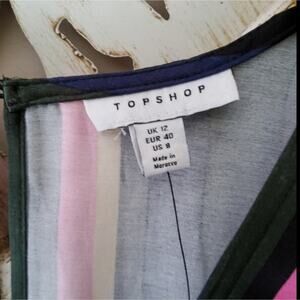 TOPSHOP
UK 12
EUR 40
US 8
Made in
Morocco